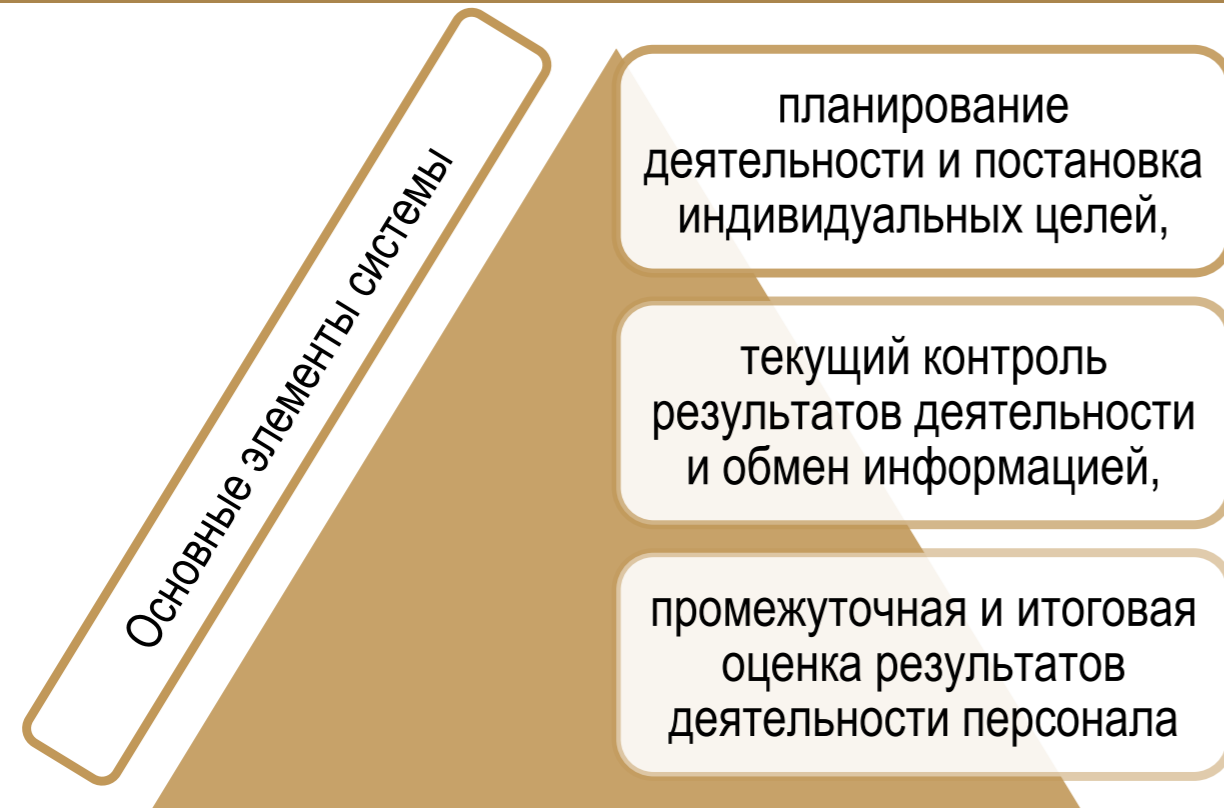 Основные элементы системы
планирование
деятельности и постановка
индивидуальных целей,
текущий контроль
результатов деятельности
и обмен информацией,
промежуточная и итоговая
оценка результатов
деятельности персонала